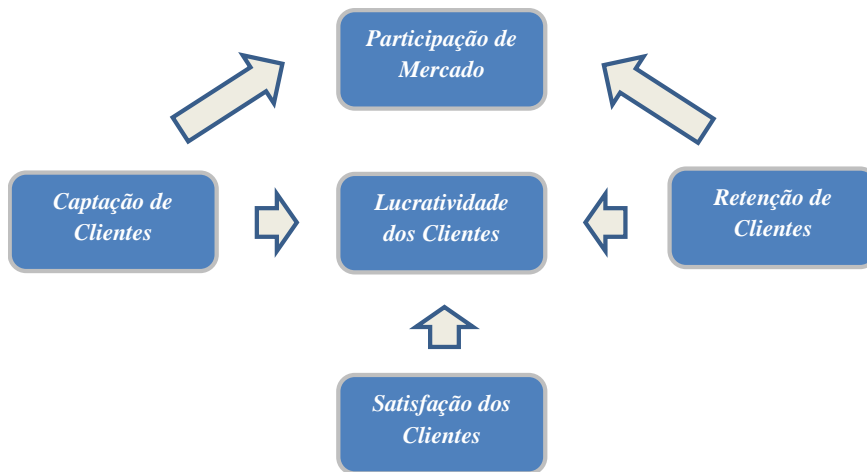 Participação de
Mercado
Captação de
Clientes
Lucratividade
dos Clientes
Retenção de
Clientes
Satisfação dos
Clientes